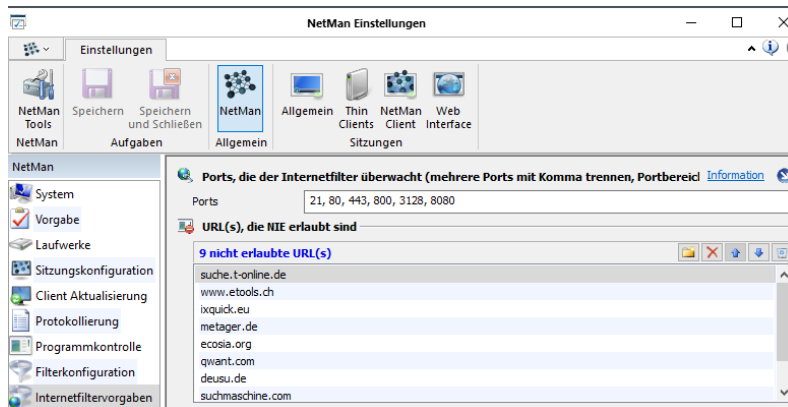 NetMan Einstellungen
Einstellungen
NetMan Tools
Speichern
Speichern und Schließen
NetMan
Allgemein
Thin Clients
NetMan Client
Web Interface
NetMan
Aufgaben
Allgemein
Sitzungen
NetMan
System
Vorgabe
Laufwerke
Sitzungskonfiguration
Client Aktualisierung
Protokollierung
Programmkontrolle
Filterkonfiguration
Internetfiltervorgaben
Ports, die der Internetfilter überwacht (mehrere Ports mit Komma trennen, Portbereich
Information
Ports
21, 80, 443, 800, 3128, 8080
URL(s), die NIE erlaubt sind
9 nicht erlaubte URL(s)
suche.t-online.de
www.etools.ch
ixquick.eu
metager.de
ecosia.org
qwant.com
deusu.de
suchmaschine.com